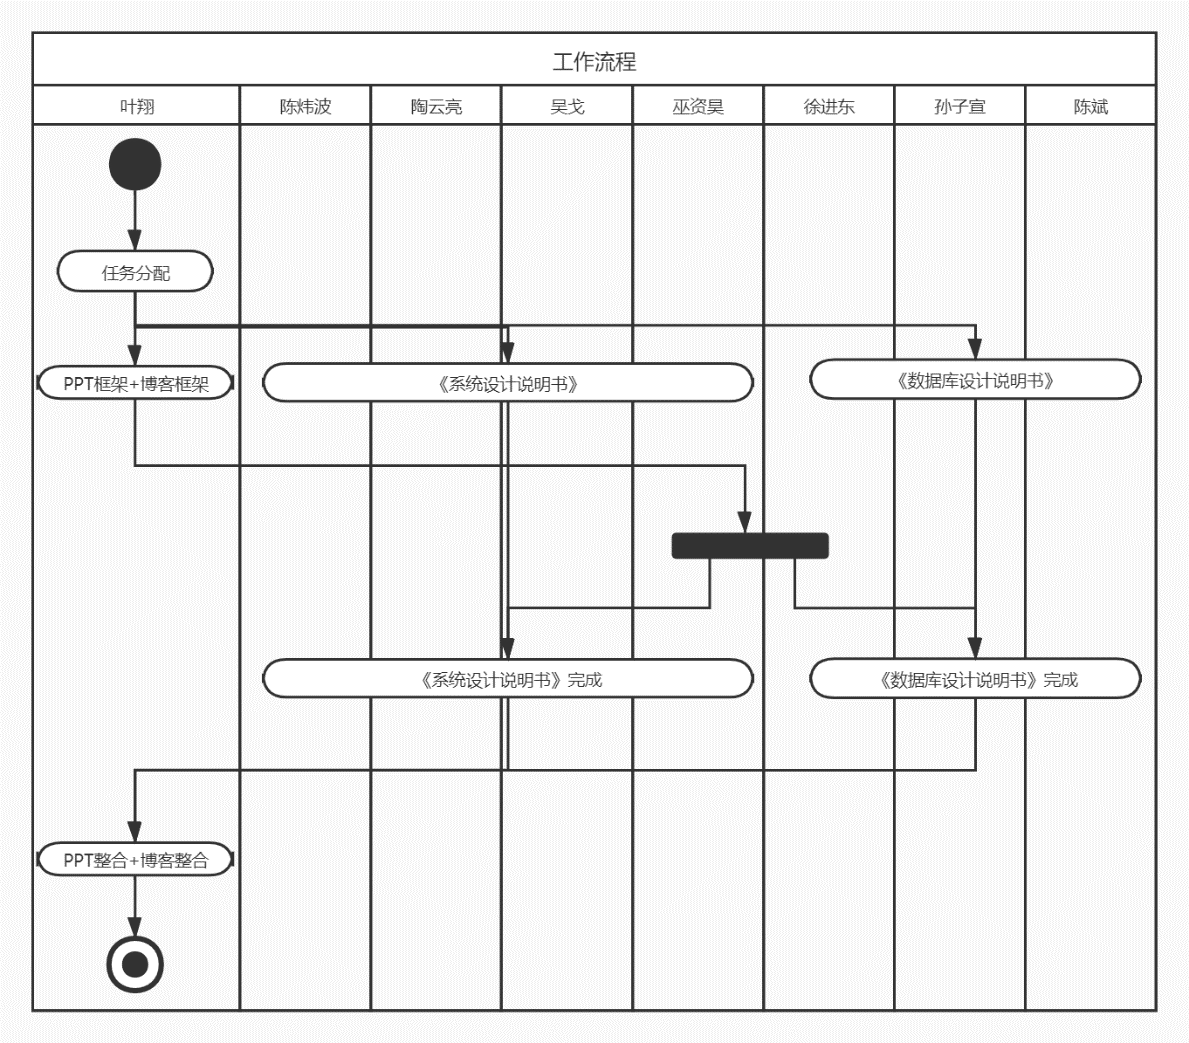 工作流程
叶翔
陈炜波
陶云亮
吴戈
巫资昊
徐进东
孙子宣
陈斌
任务分配
PPT框架+博客框架
《系统设计说明书》
《数据库设计说明书》
《系统设计说明书》完成
《数据库设计说明书》完成
PPT整合+博客整合